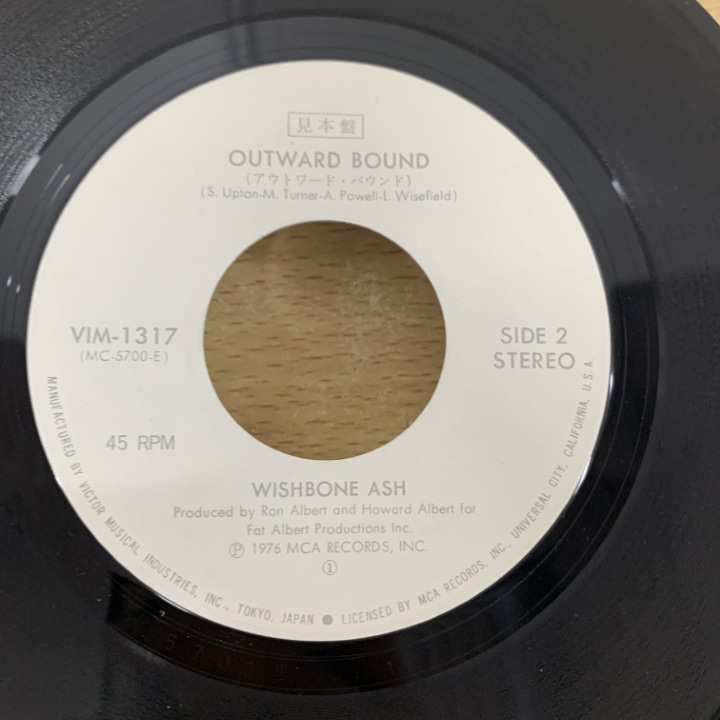 見本盤
OUTWARD BOUND
(アウトワード・バウンド)
(S. Upton-M. Turner-A. Powell-L. Wisefield)
VIM-1317
(MC-5700-E)
SIDE 2
STEREO
45 RPM
WISHBONE ASH
Produced by Ron Albert and Howard Albert for
Fat Albert Productions Inc.
Ⓟ 1976 MCA RECORDS, INC.
①
MANUFACTURED BY VICTOR MUSICAL INDUSTRIES, INC., TOKYO, JAPAN ● LICENSED BY MCA RECORDS, INC., UNIVERSAL CITY, CALIFORNIA, U.S.A.